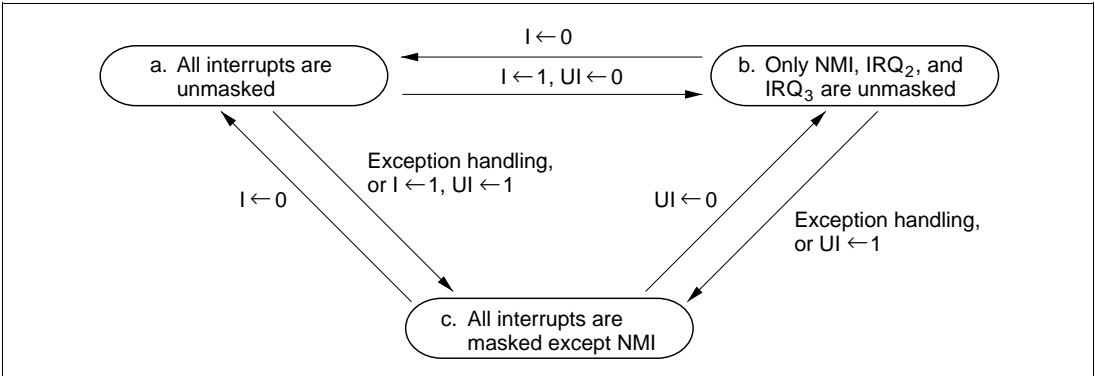 I ← 0
a. All interrupts are
unmasked
I ← 1, UI ← 0
b. Only NMI, IRQ2, and
IRQ3 are unmasked
Exception handling,
or I ← 1, UI ← 1
I ← 0
UI ← 0
Exception handling,
or UI ← 1
c. All interrupts are
masked except NMI